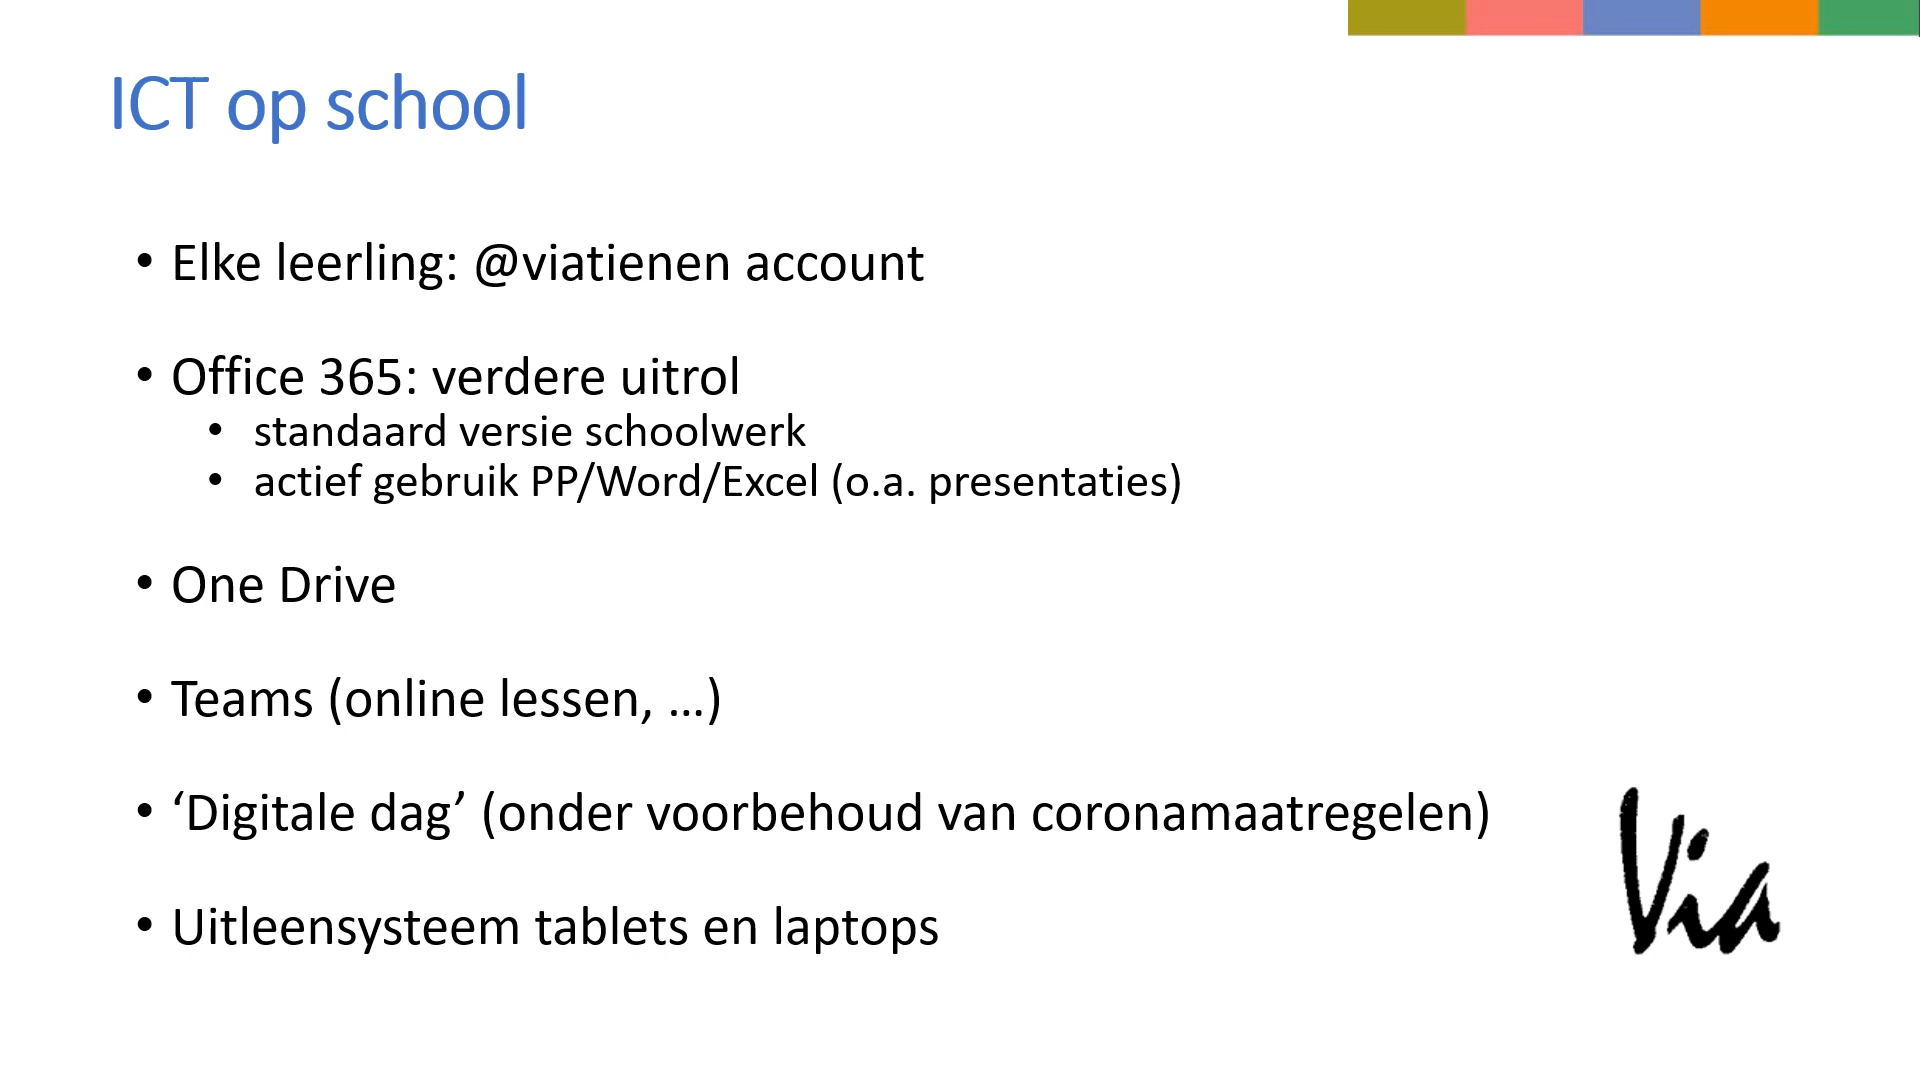 ICT op school
• Elke leerling: @viatienen account
• Office 365: verdere uitrol
• standaard versie schoolwerk
• actief gebruik PP/Word/Excel (o.a. presentaties)
• One Drive
• Teams (online lessen, …)
• ‘Digitale dag’ (onder voorbehoud van coronamaatregelen)
• Uitleensysteem tablets en laptops
Via